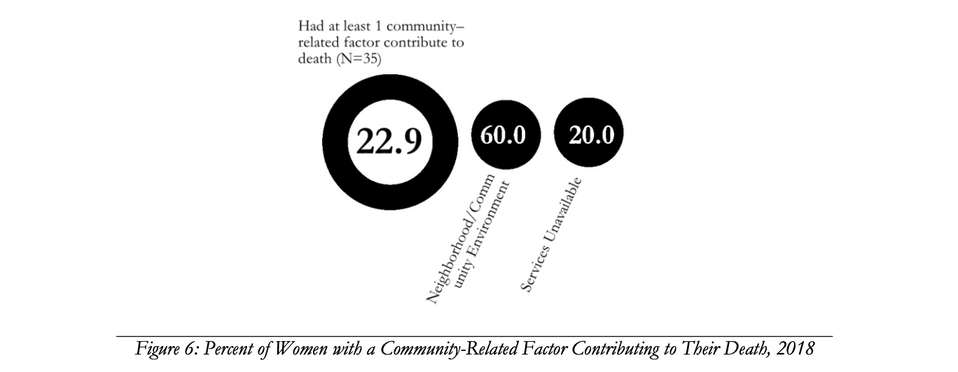 Had at least 1 community–
related factor contribute to
death (N=35)
22.9
60.0
20.0
Neighborhood/Comm
unity Environment
Services Unavailable
Figure 6: Percent of Women with a Community-Related Factor Contributing to Their Death, 2018